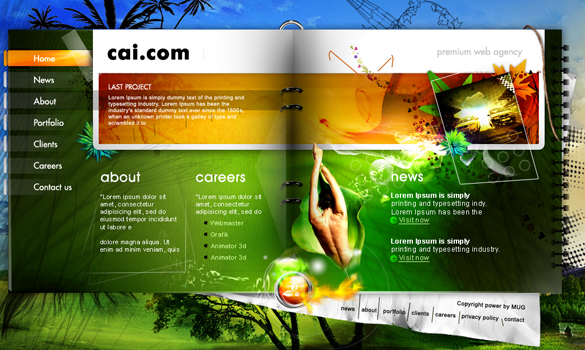 cai.com
premium web agency
Home
News
About
Portfolio
Clients
Careers
Contact us
LAST PROJECT
Lorem Ipsum is simply dummy text of the printing and
typesetting industry. Lorem Ipsum has been the
industry's standard dummy text ever since the 1500s,
when an unknown printer took a galley of type and
scrambled it to
about
"Lorem ipsum dolor sit
amet, consectetur
adipisicing elit, sed do
eiusmod tempor incididunt
ut labore e
dolore magna aliqua. Ut
enim ad minim veniam, quis
careers
"Lorem ipsum dolor sit
amet, consectetur
adipisicing elit, sed do
Webmaster
Grafik
Animator 3d
Animator 3d
news
Lorem Ipsum is simply
printing and typesetting indy.
Lorem Ipsum has been the
Visit now
Lorem Ipsum is simply
printing and typesetting industry.
Visit now
Copyright power by MUG
news about portfolio clients careers privacy policy contact